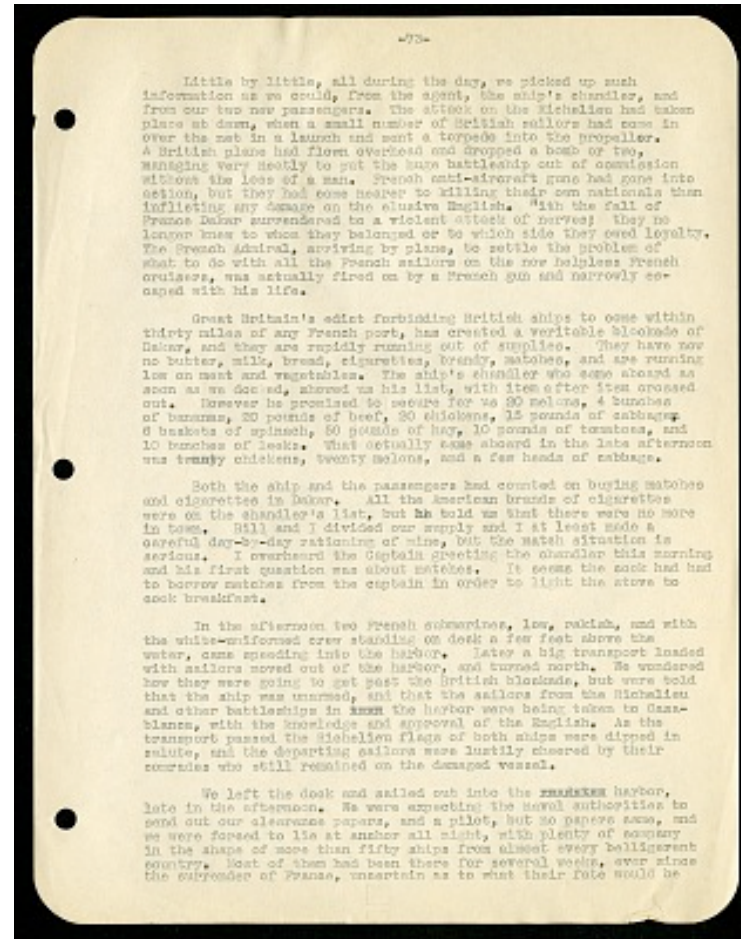 -73-
Little by little, all during the day, we picked up such
information as we could, from the agent, the ship's chandler, and
from our two new passengers. The attack on the Richelieu had taken
place at dawn, when a small number of British sailors had come in
over the net in a launch and sent a torpedo into the propeller.
A British plane had flown overhead and dropped a bomb or two,
managing very neatly to put the huge battleship out of commission
without the loss of a man. French anti-aircraft guns had gone into
action, but they had come nearer to killing their own nationals than
inflicting any damage on the elusive English. "ith the fall of
France Dakar surrendered to a violent attack of nerves; they no
longer knew to whom they belonged or to which side they owed loyalty.
The French Admiral, arriving by plane, to settle the problem of
what to do with all the French sailors on the now helpless French
cruisers, was actually fired on by a French gun and narrowly es-
caped with his life.
Great Britain's edict forbidding British ships to come within
thirty miles of any French port, has created a veritable blockade of
Dakar, and they are rapidly running out of supplies. They have now
no butter, milk, bread, cigarettes, brandy, matches, and are running
low on meat and vegetables. The ship's chandler who came aboard as
soon as we docked, showed us his list, with item after item crossed
out. However he promised to secure for us 20 melons, 4 bunches
of bananas, 20 pounds of beef, 20 chickens, 15 pounds of cabbage,
6 baskets of spinach, 50 pounds of hay, 10 pounds of tomatoes, and
10 bunches of leeks. What actually came aboard in the late afternoon
was twenty chickens, twenty melons, and a few heads of cabbage.
Both the ship and the passengers had counted on buying matches
and cigarettes in Dakar. All the American brands of cigarettes
were on the chandler's list, but he told us that there were no more
in town. Bill and I divided our supply and I at least made a
careful day-by-day rationing of mine, but the match situation is
serious. I overheard the Captain greeting the chandler this morning
and his first question was about matches. It seems the cook had had
to borrow matches from the captain in order to light the stove to
cook breakfast.
In the afternoon two French submarines, low, rakish, and with
the white-uniformed crew standing on deck a few feet above the
water, came speeding into the harbor. Later a big transport loaded
with sailors moved out of the harbor, and turned north. We wondered
how they were going to get past the British blockade, but were told
that the ship was unarmed, and that the sailors from the Richelieu
and other battleships in the harbor were being taken to Casa-
blanca, with the knowledge and approval of the English. As the
transport passed the Richelieu flags of both ships were dipped in
salute, and the departing sailors were lustily cheered by their
comrades who still remained on the damaged vessel.
We left the dock and sailed out into the harbor,
late in the afternoon. We were expecting the Naval authorities to
send out our clearance papers, and a pilot, but no papers came, and
we were forced to lie at anchor all night, with plenty of company
in the shape of more than fifty ships from almost every belligerent
country. Most of them had been there for several weeks, ever since
the surrender of France, uncertain as to what their fate would be